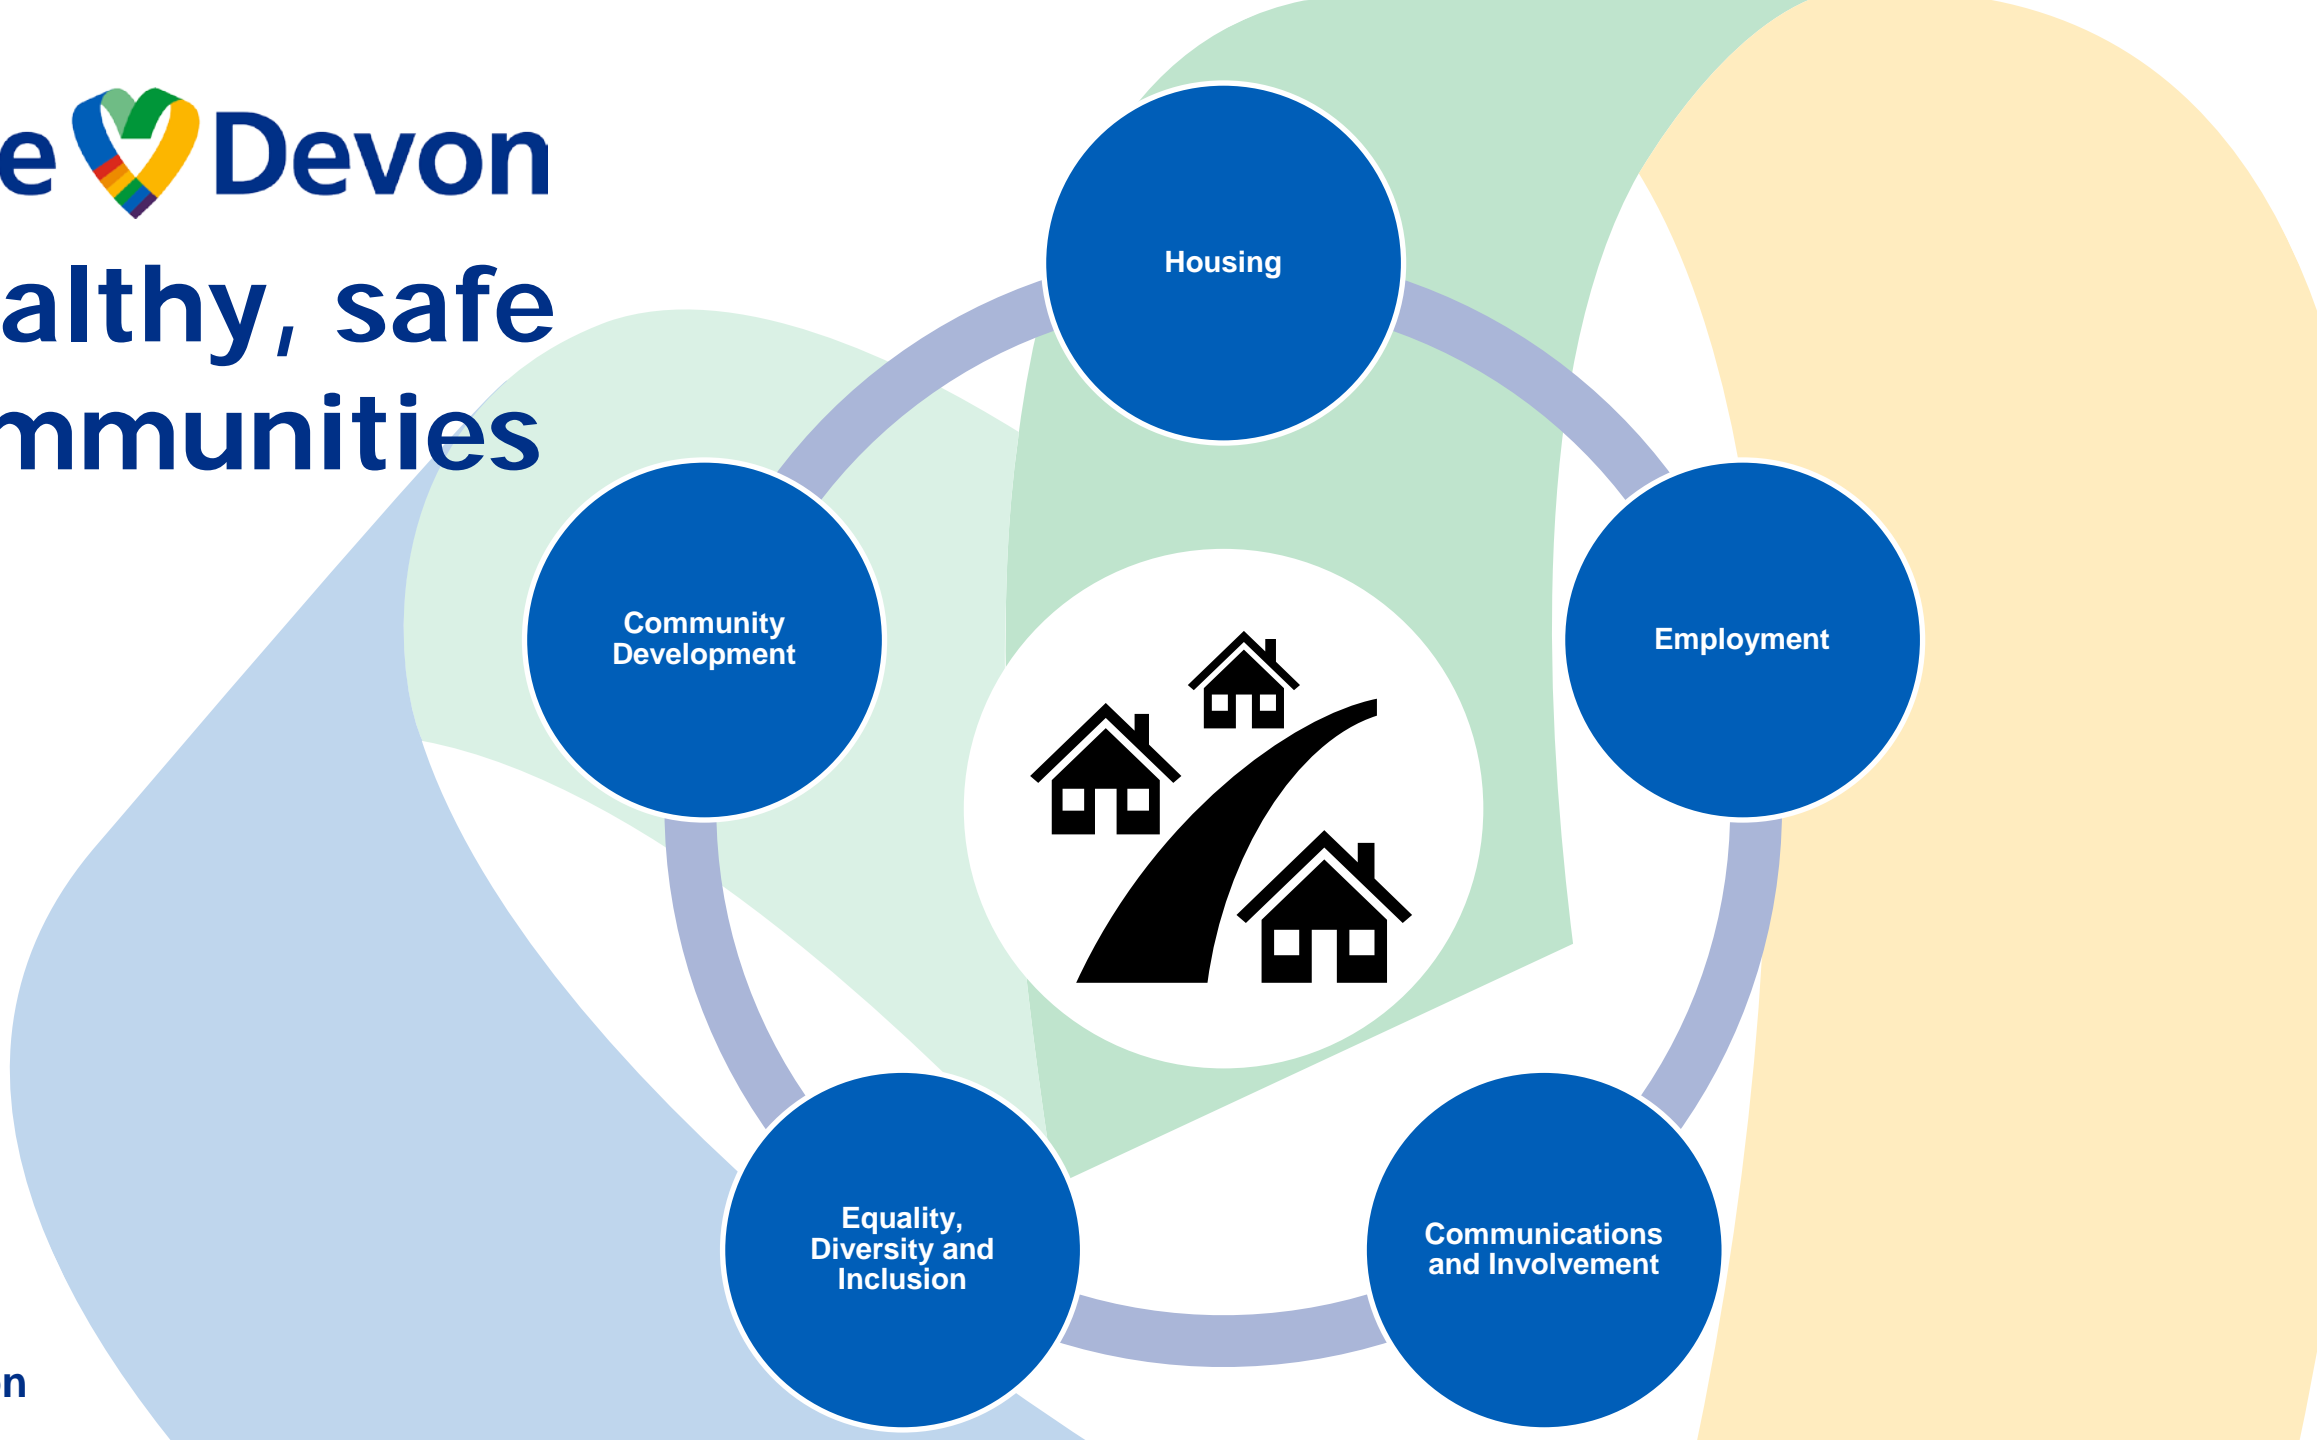 e Devon
althy, safe
mmunities
Housing
Community
Development
Employment
Equality,
Diversity and
Inclusion
Communications
and Involvement
n